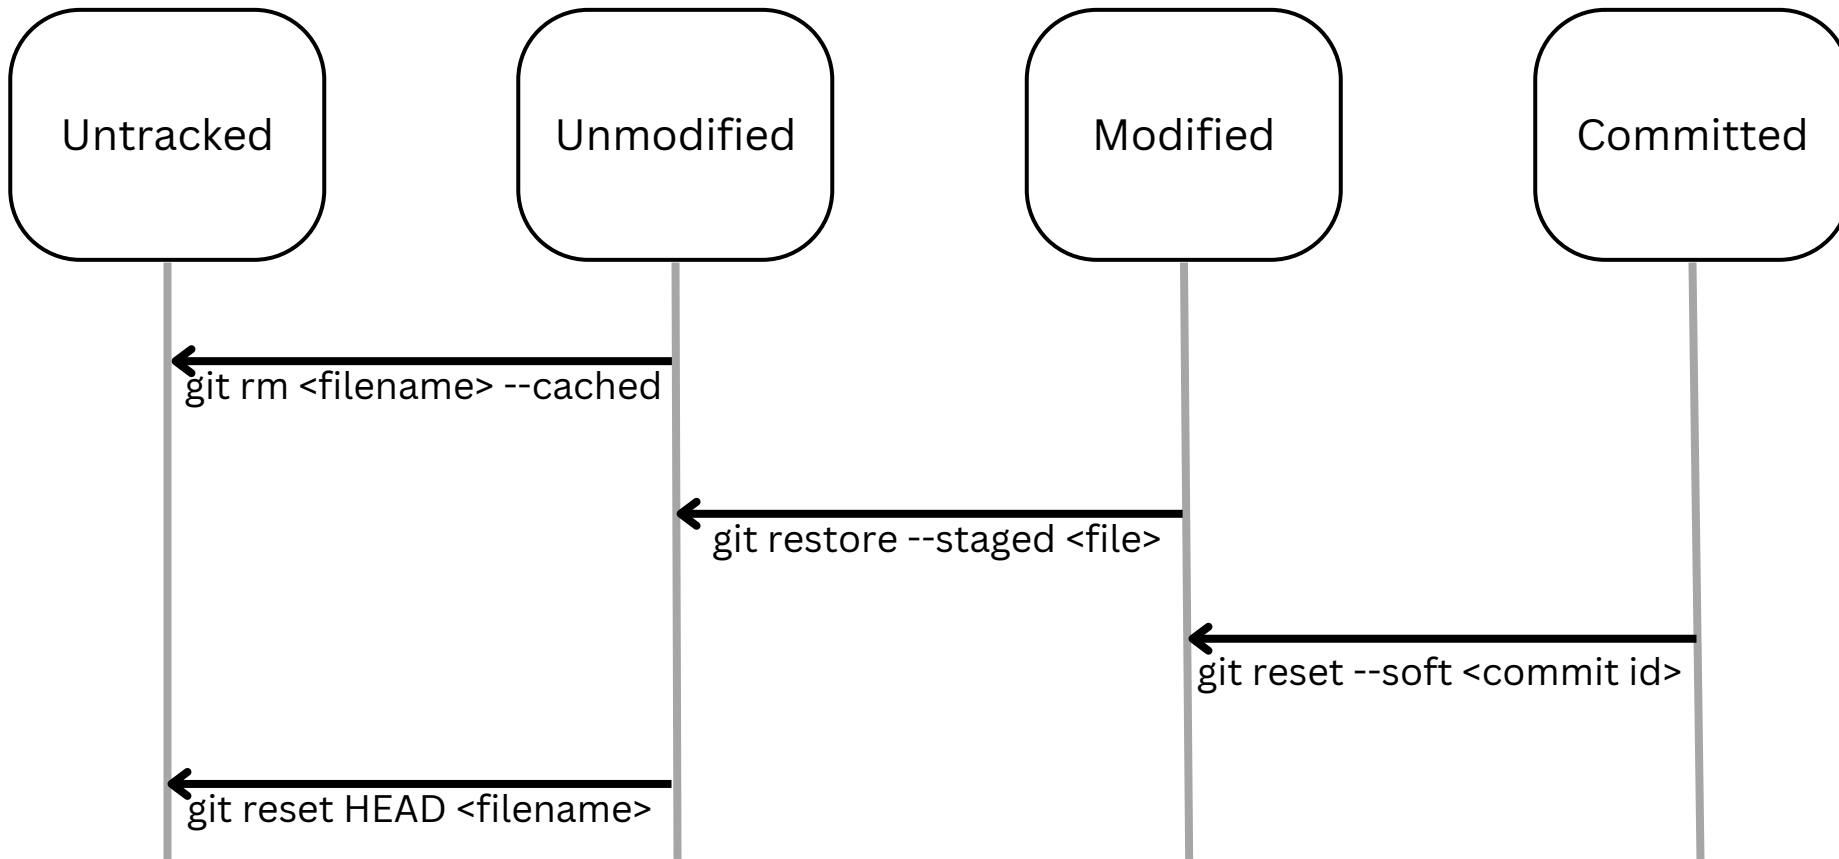 Untracked
Unmodified
Modified
Committed
git rm <filename> --cached
git restore --staged <file>
git reset --soft <commit id>
git reset HEAD <filename>